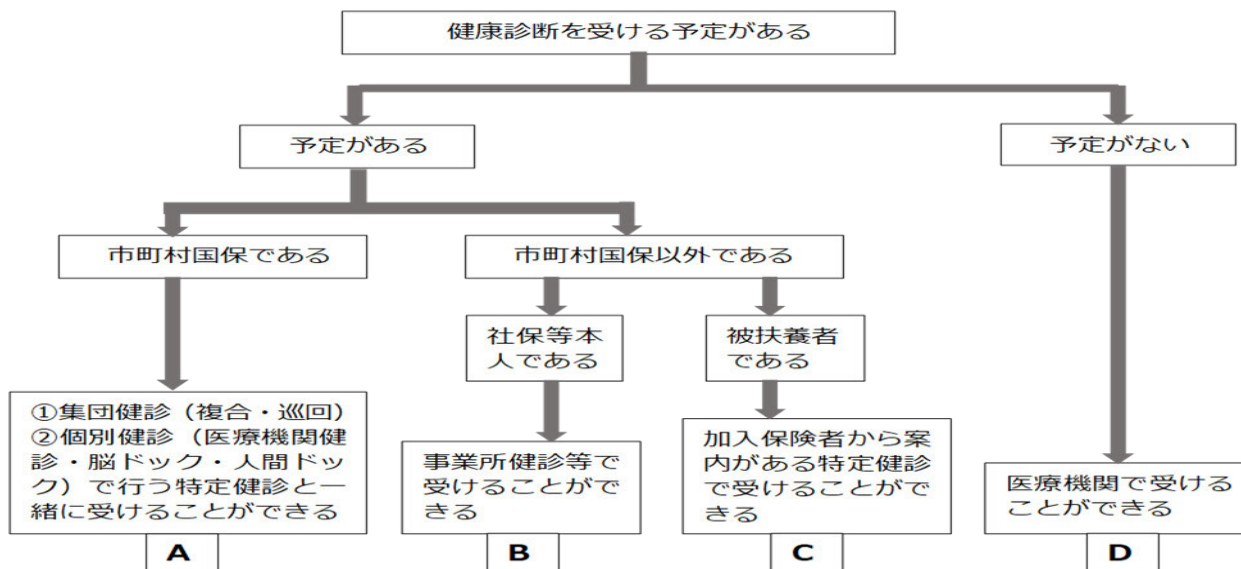 健康診断を受ける予定がある
予定がある
予定がない
市町村国保である
市町村国保以外である
社保等本
人である
被扶養者
である
①集団健診（複合・巡回）
②個別健診（医療機関健
診・脳ドック・人間ドッ
ク）で行う特定健診と一
緒に受けることができる
事業所健診等で
受けることがで
きる
加入保険者から案
内がある特定健診
で受けることがで
きる
医療機関で受ける
ことができる
A
B
C
D